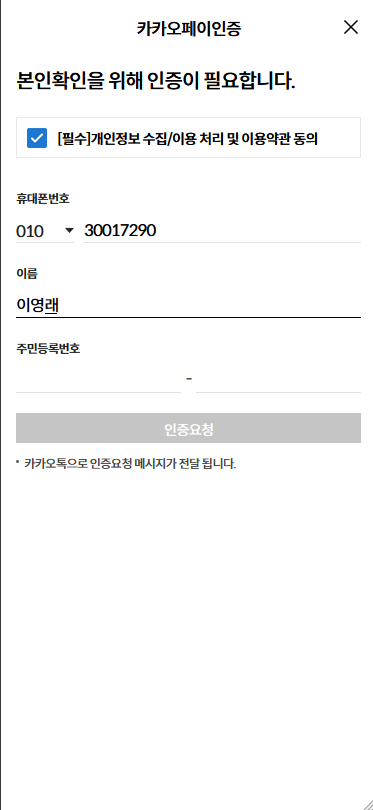 카카오페이인증
본인확인을 위해 인증이 필요합니다.
[필수]개인정보 수집/이용 처리 및 이용약관 동의
휴대폰번호
010 30017290
이름
이영래
주민등록번호
-
인증요청
• 카카오톡으로 인증요청 메시지가 전달 됩니다.